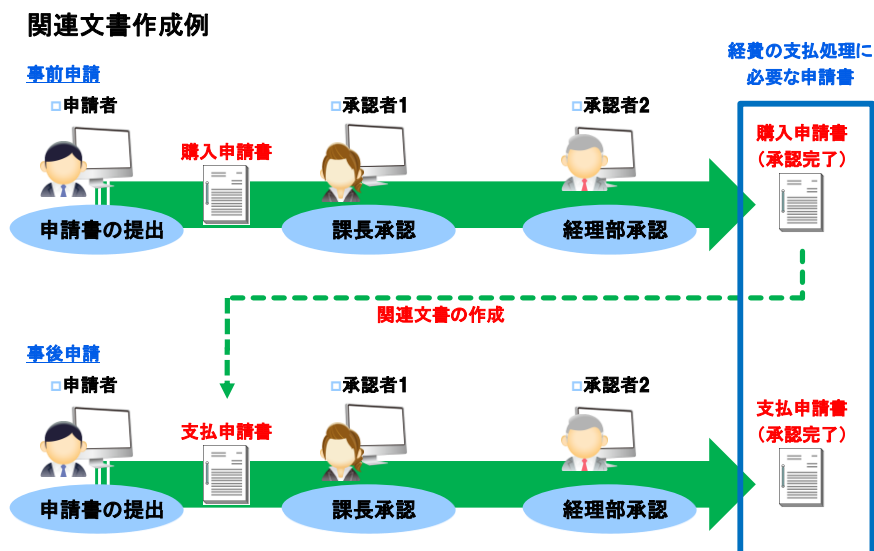 関連文書作成例
経費の支払処理に
必要な申請書
事前申請
□申請者
□承認者1
□承認者2
購入申請書
購入申請書
(承認完了)
申請書の提出
課長承認
経理部承認
関連文書の作成
事後申請
□申請者
□承認者1
□承認者2
支払申請書
支払申請書
(承認完了)
申請書の提出
課長承認
経理部承認